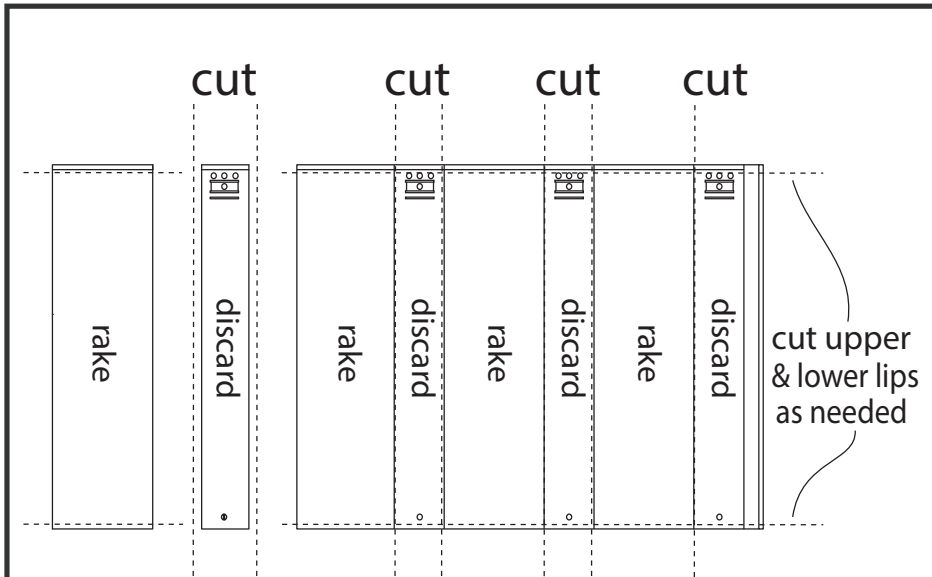 cut
cut
cut
cut
rake
discard
rake
discard
rake
discard
rake
discard
cut upper
& lower lips
as needed